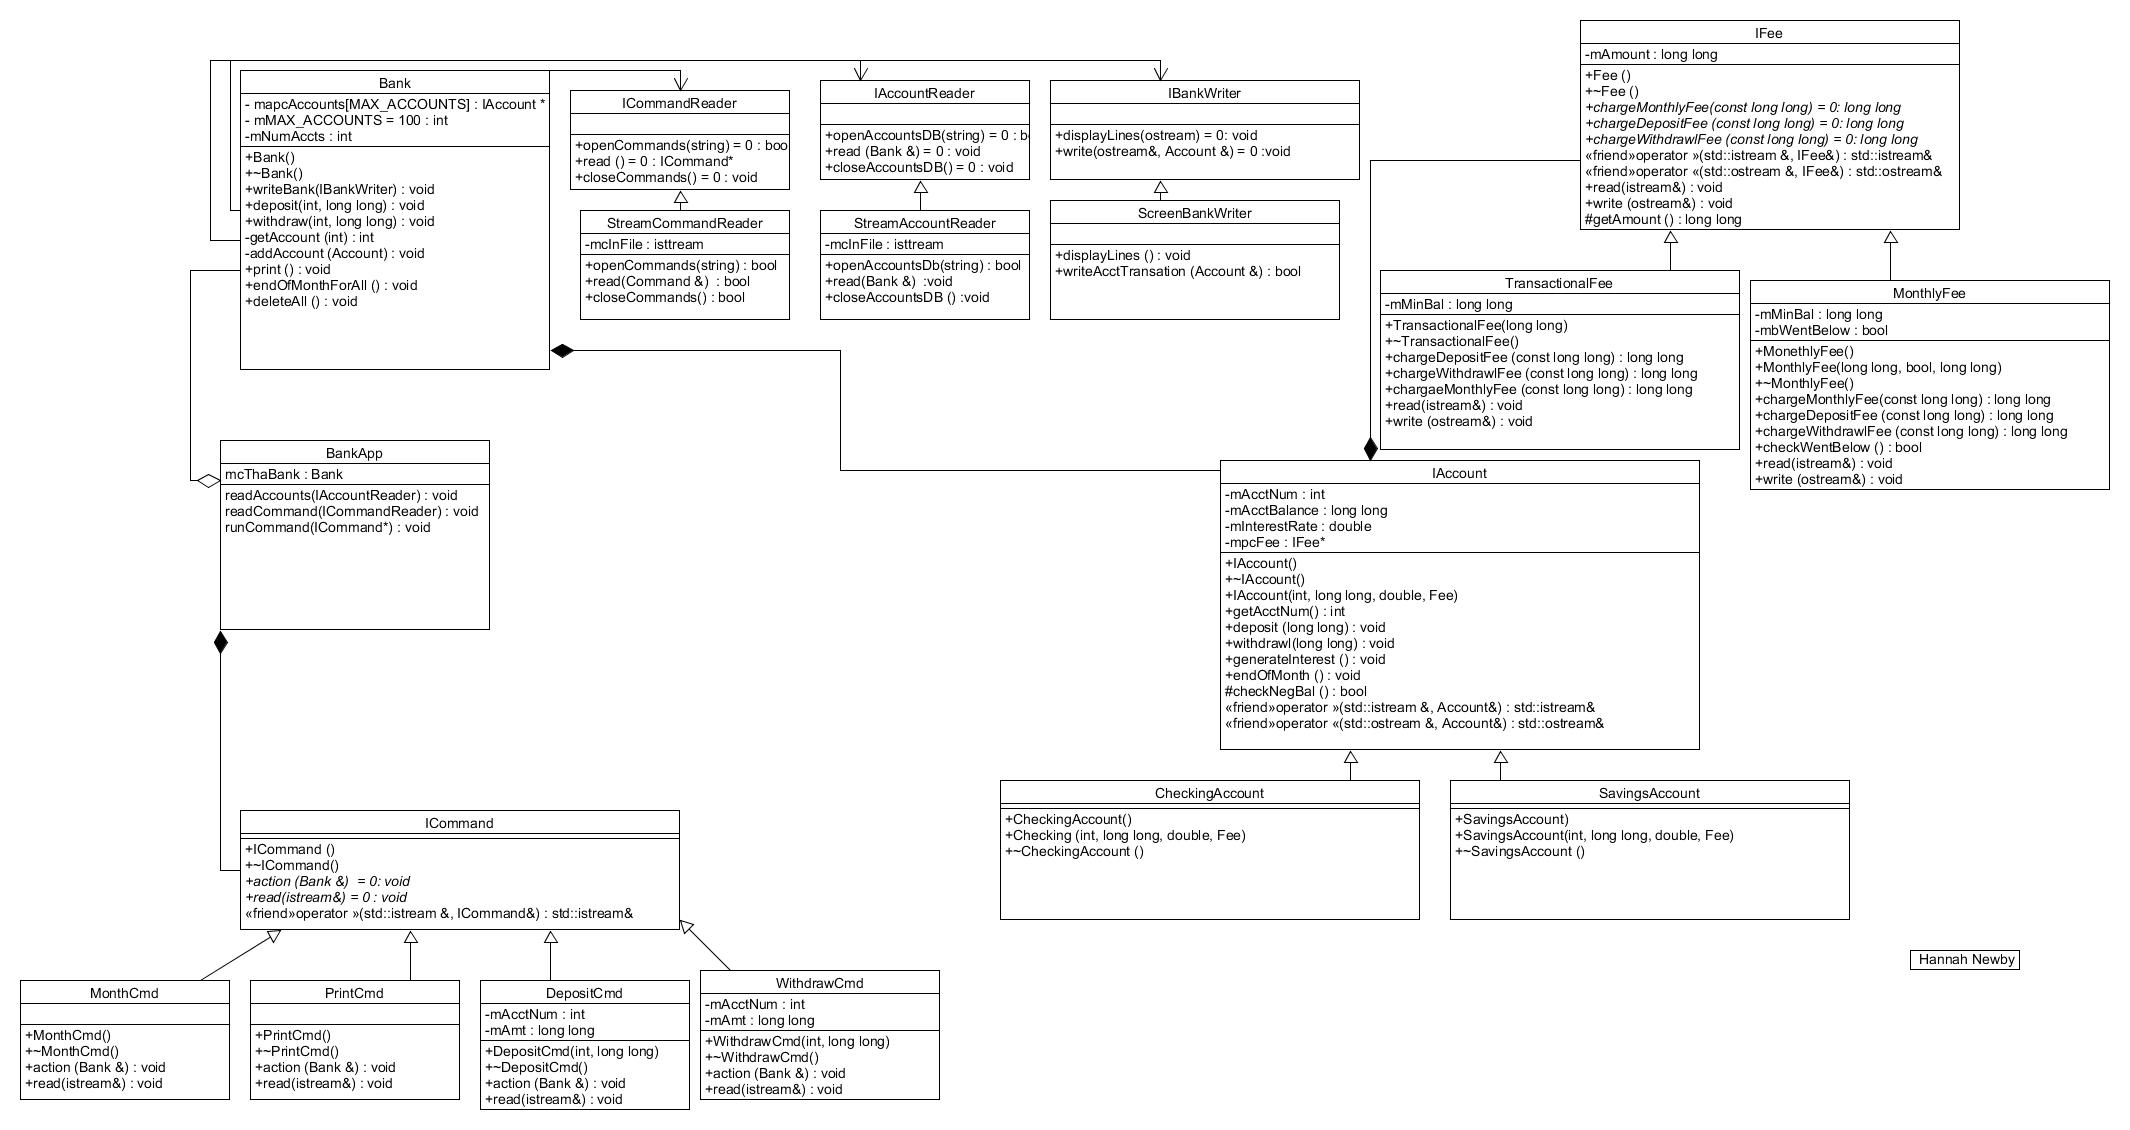 Bank
- mapcAccounts[MAX_ACCOUNTS] : IAccount *
- mMAX_ACCOUNTS = 100 : int
-mNumAccts : int
+Bank()
+~Bank()
+writeBank(IBankWriter) : void
+deposit(int, long long) : void
+withdraw(int, long long) : void
-getAccount (int) : int
-addAccount (Account) : void
+print () : void
+endOfMonthForAll () : void
+deleteAll () : void
ICommandReader
+openCommands(string) = 0 : boo
+read () = 0 : ICommand*
+closeCommands() = 0 : void
IAccountReader
+openAccountsDB(string) = 0 : b
+read (Bank &) = 0 : void
+closeAccountsDB() = 0 : void
IBankWriter
+displayLines(ostream) = 0: void
+write(ostream&, Account &) = 0 :void
IFee
-mAmount : long long
+Fee ()
+~Fee ()
+chargeMonthlyFee(const long long) = 0: long long
+chargeDepositFee (const long long) = 0: long long
+chargeWithdrawlFee (const long long) = 0: long long
«friend»operator »(std::istream &, IFee&) : std::istream&
«friend»operator «(std::ostream &, IFee&) : std::ostream&
+read(istream&) : void
+write (ostream&) : void
#getAmount () : long long
StreamCommandReader
-mcInFile : isttream
+openCommands(string) : bool
+read(Command &)  : bool
+closeCommands() : bool
StreamAccountReader
-mcInFile : isttream
+openAccountsDb(string) : bool
+read(Bank &)  :void
+closeAccountsDB () :void
ScreenBankWriter
+displayLines () : void
+writeAcctTransation (Account &) : bool
TransactionalFee
-mMinBal : long long
+TransactionalFee(long long)
+~TransactionalFee()
+chargeDepositFee (const long long) : long long
+chargeWithdrawlFee (const long long) : long long
+chargaeMonthlyFee (const long long) : long long
+read(istream&) : void
+write (ostream&) : void
MonthlyFee
-mMinBal : long long
-mbWentBelow : bool
+MonethlyFee()
+MonthlyFee(long long, bool, long long)
+~MonthlyFee()
+chargeMonthlyFee(const long long) : long long
+chargeDepositFee (const long long) : long long
+chargeWithdrawlFee (const long long) : long long
+checkWentBelow () : bool
+read(istream&) : void
+write (ostream&) : void
BankApp
mcThaBank : Bank
readAccounts(IAccountReader) : void
readCommand(ICommandReader) : void
runCommand(ICommand*) : void
IAccount
-mAcctNum : int
-mAcctBalance : long long
-mInterestRate : double
-mpcFee : IFee*
+IAccount()
+~IAccount()
+IAccount(int, long long, double, Fee)
+getAcctNum() : int
+deposit (long long) : void
+withdrawl(long long) : void
+generateInterest () : void
+endOfMonth () : void
#checkNegBal () : bool
«friend»operator »(std::istream &, Account&) : std::istream&
«friend»operator «(std::ostream &, Account&) : std::ostream&
CheckingAccount
+CheckingAccount()
+Checking (int, long long, double, Fee)
+~CheckingAccount ()
SavingsAccount
+SavingsAccount)
+SavingsAccount(int, long long, double, Fee)
+~SavingsAccount ()
ICommand
+ICommand ()
+~ICommand()
+action (Bank &)  = 0: void
+read(istream&) = 0 : void
«friend»operator »(std::istream &, ICommand&) : std::istream&
Hannah Newby
MonthCmd
+MonthCmd()
+~MonthCmd()
+action (Bank &) : void
+read(istream&) : void
PrintCmd
+PrintCmd()
+~PrintCmd()
+action (Bank &) : void
+read(istream&) : void
DepositCmd
-mAcctNum : int
-mAmt : long long
+DepositCmd(int, long long)
+~DepositCmd()
+action (Bank &) : void
+read(istream&) : void
WithdrawCmd
-mAcctNum : int
-mAmt : long long
+WithdrawCmd(int, long long)
+~WithdrawCmd()
+action (Bank &) : void
+read(istream&) : void